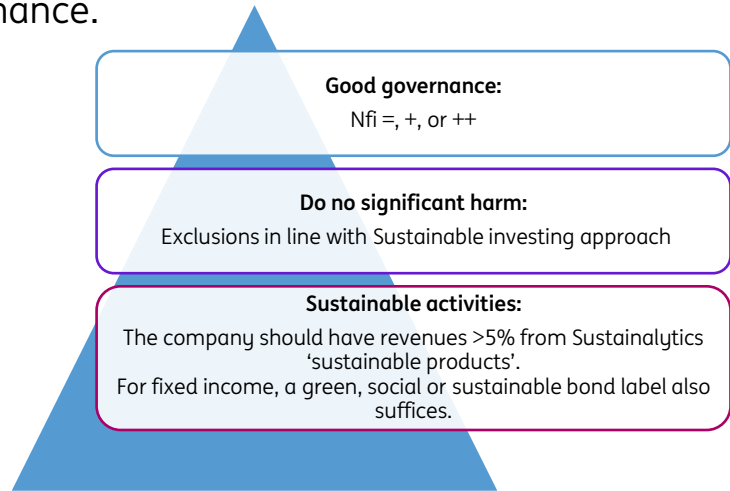 nance.
Good governance:
Nfi =, +, or ++
Do no significant harm:
Exclusions in line with Sustainable investing approach
Sustainable activities:
The company should have revenues >5% from Sustainalytics
‘sustainable products’.
For fixed income, a green, social or sustainable bond label also
suffices.